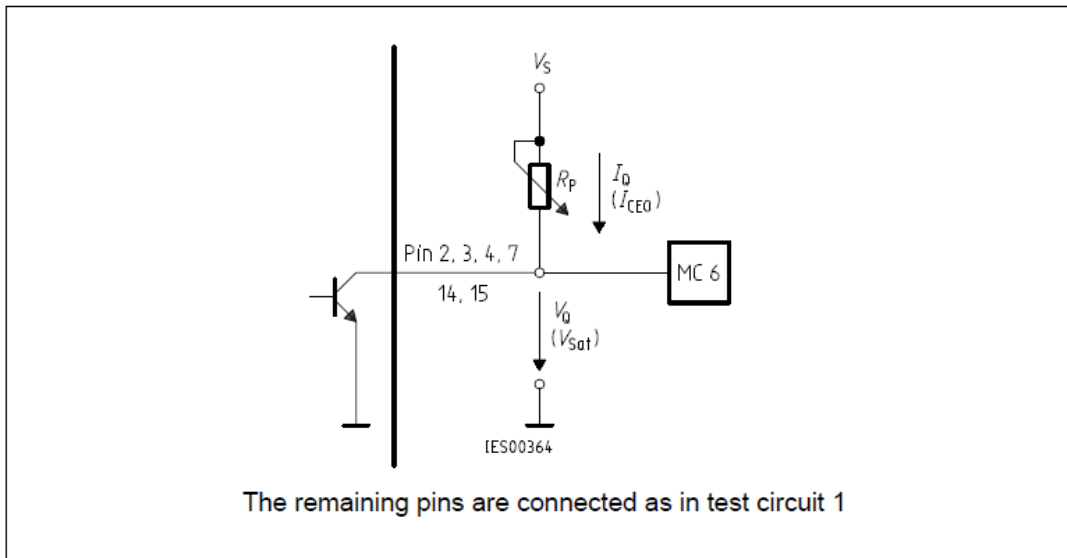 VS
RP
IQ
(ICEO)
Pin 2, 3, 4, 7
14, 15
MC 6
VQ
(VSat)
IES00364
The remaining pins are connected as in test circuit 1